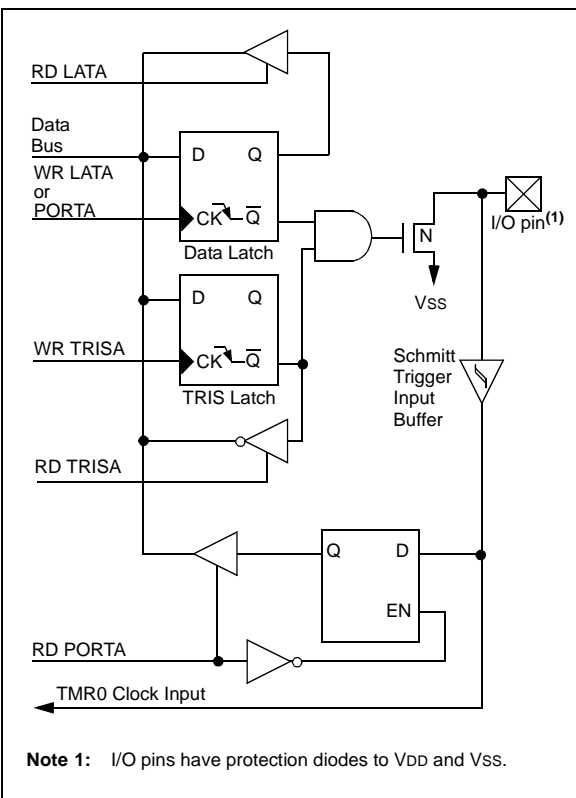 RD LATA
Data
Bus
WR LATA
or
PORTA
D Q
CK Q
Data Latch
N
I/O pin(1)
VSS
D Q
WR TRISA
CK Q
TRIS Latch
Schmitt
Trigger
Input
Buffer
RD TRISA
Q D
EN
RD PORTA
TMR0 Clock Input
Note 1: I/O pins have protection diodes to VDD and VSS.